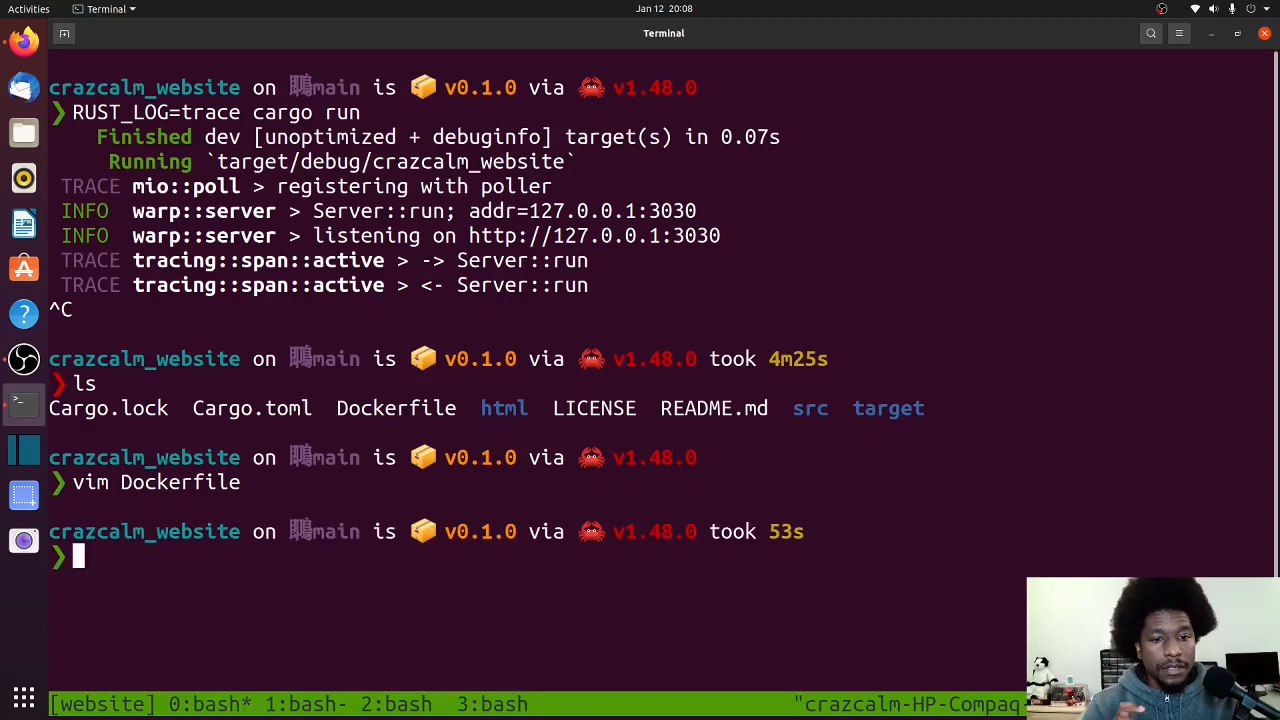 Activities Terminal Jan 12 20:08
Terminal
crazcalm_website on main is 📦 v0.1.0 via 🦀 v1.48.0
❯ RUST_LOG=trace cargo run
Finished dev [unoptimized + debuginfo] target(s) in 0.07s
Running `target/debug/crazcalm_website`
TRACE mio::poll > registering with poller
INFO warp::server > Server::run; addr=127.0.0.1:3030
INFO warp::server > listening on http://127.0.0.1:3030
TRACE tracing::span::active > -> Server::run
TRACE tracing::span::active > <- Server::run
^C
crazcalm_website on main is 📦 v0.1.0 via 🦀 v1.48.0 took 4m25s
❯ ls
Cargo.lock Cargo.toml Dockerfile html LICENSE README.md src target
crazcalm_website on main is 📦 v0.1.0 via 🦀 v1.48.0
❯ vim Dockerfile
crazcalm_website on main is 📦 v0.1.0 via 🦀 v1.48.0 took 53s
❯
[website] 0:bash* 1:bash- 2:bash 3:bash "crazcalm-HP-Compaq-